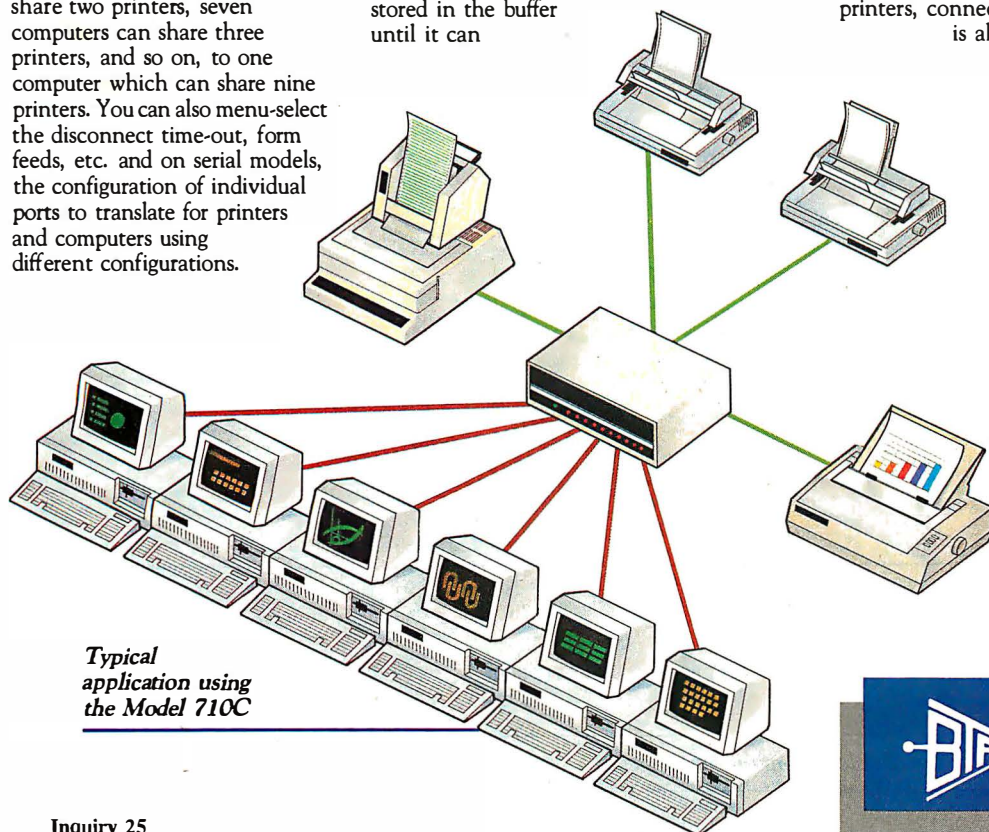 share two printers, seven
computers can share three
printers, and so on, to one
computer which can share nine
printers. You can also menu-select
the disconnect time-out, form
feeds, etc. and on serial models,
the configuration of individual
ports to translate for printers
and computers using
different configurations.
stored in the buffer
until it can
printers, connec
is al
Typical
application using
the Model 710C
Inquiry 25